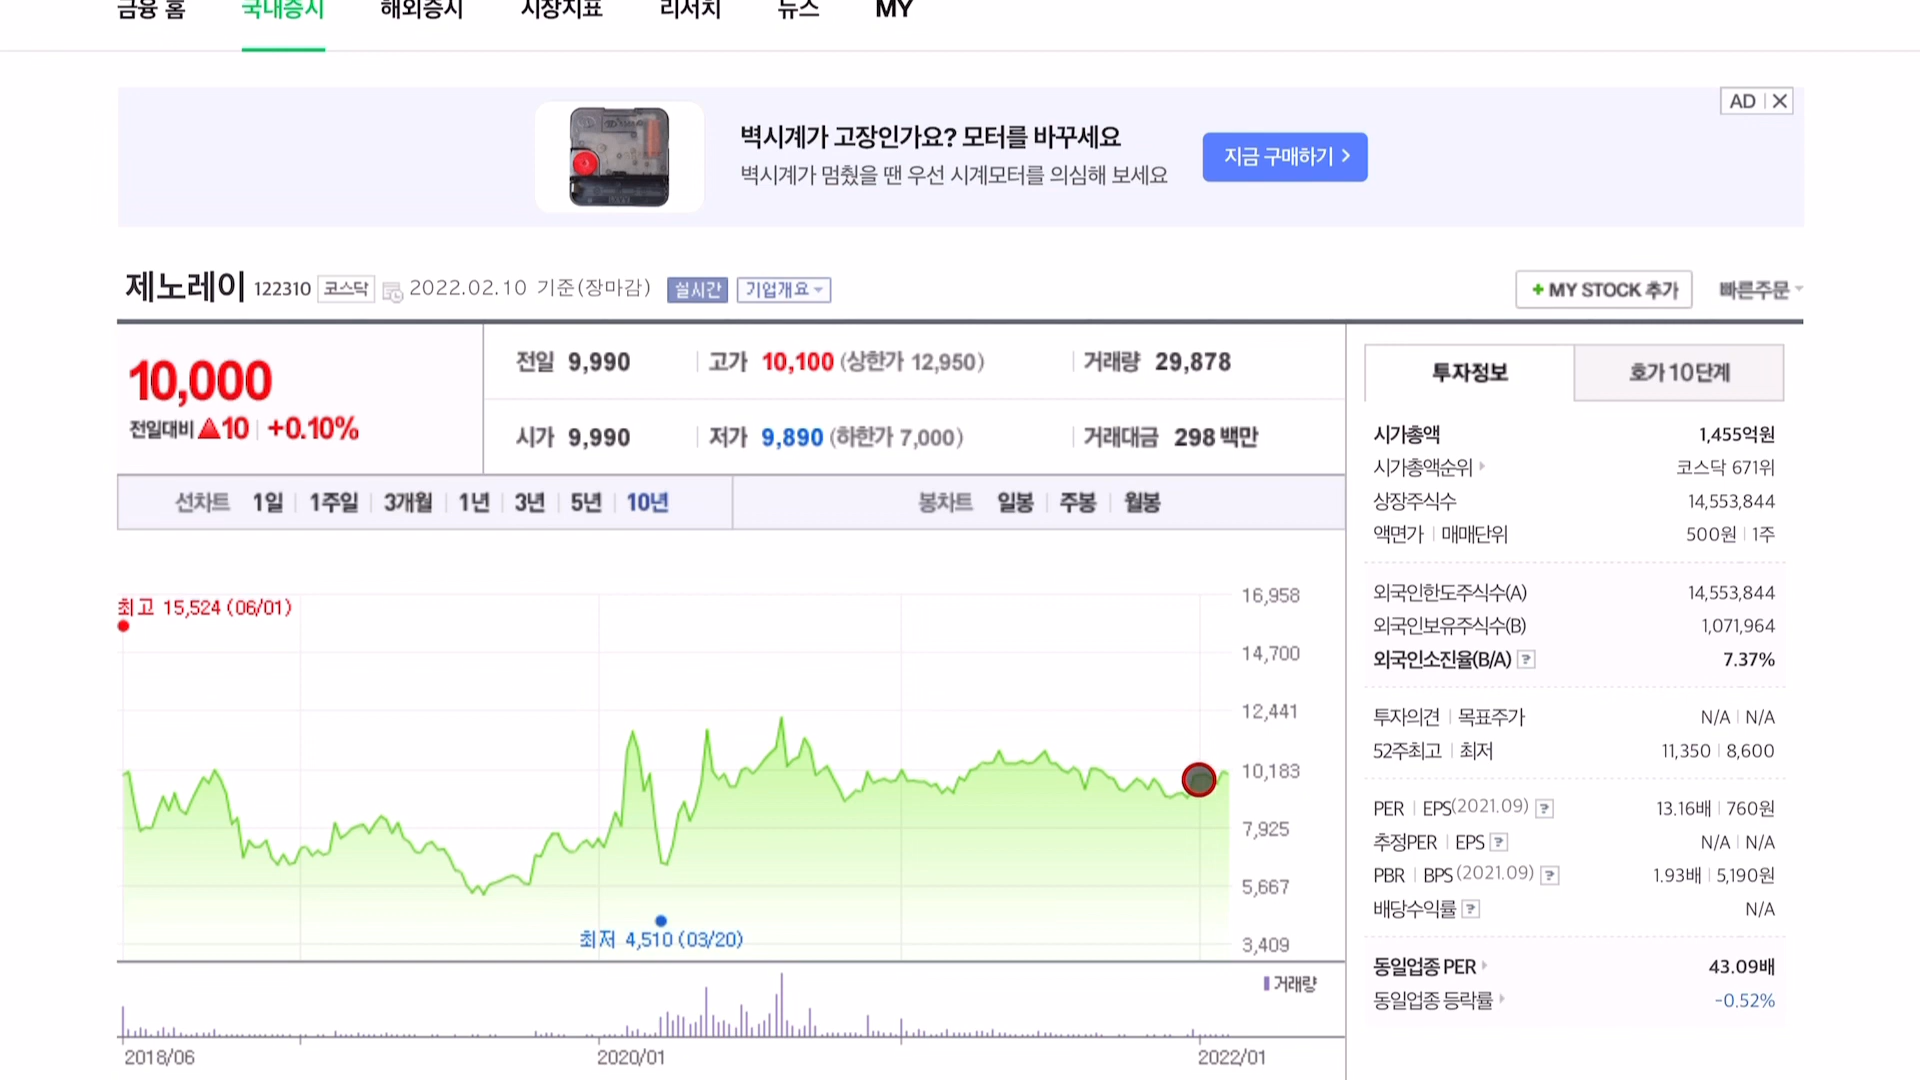 금융 홈 국내증시 해외증시 시장지표 리서치 뉴스 MY
AD
벽시계가 고장인가요? 모터를 바꾸세요
벽시계가 멈췄을 땐 우선 시계모터를 의심해 보세요
지금 구매하기
제노레이 122310 코스닥 2022.02.10 기준(장마감) 실시간 기업개요
+ MY STOCK 추가 빠른주문
10,000
전일대비 ▲10 +0.10%
전일 9,990 고가 10,100 (상한가 12,950) 거래량 29,878
시가 9,990 저가 9,890 (하한가 7,000) 거래대금 298 백만
선차트 1일 1주일 3개월 1년 3년 5년 10년
봉차트 일봉 주봉 월봉
최고 15,524 (06/01)
최저 4,510 (03/20)
16,958
14,700
12,441
10,183
7,925
5,667
3,409
거래량
2018/06 2020/01 2022/01
투자정보 호가 10단계
시가총액 1,455억원
시가총액순위 코스닥 671위
상장주식수 14,553,844
액면가 | 매매단위 500원 | 1주
외국인한도주식수(A) 14,553,844
외국인보유주식수(B) 1,071,964
외국인소진율(B/A) ? 7.37%
투자의견 | 목표주가 N/A | N/A
52주최고 | 최저 11,350 | 8,600
PER | EPS(2021.09) ? 13.16배 | 760원
추정PER | EPS ? N/A | N/A
PBR | BPS (2021.09) ? 1.93배 | 5,190원
배당수익률 ? N/A
동일업종 PER 43.09배
동일업종 등락률 -0.52%